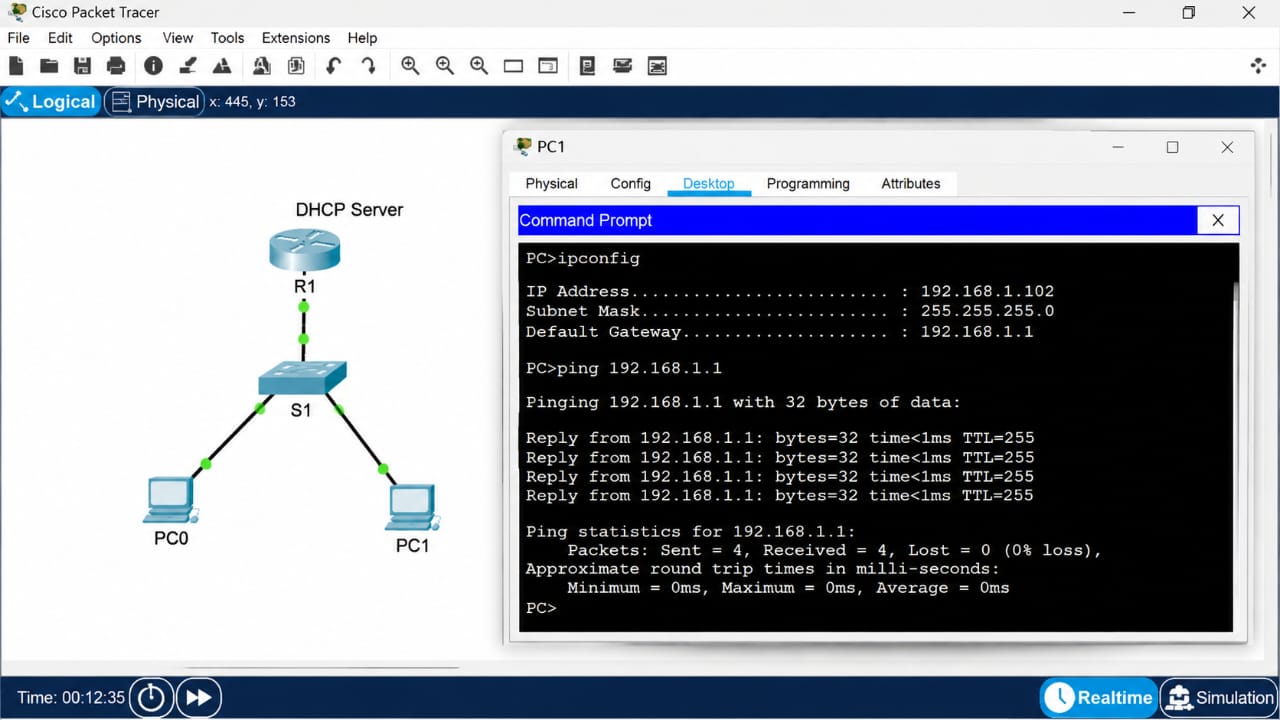 Cisco Packet Tracer
File Edit Options View Tools Extensions Help
Logical Physical x: 445, y: 153
DHCP Server
R1
S1
PC0
PC1
PC1
Physical Config Desktop Programming Attributes
Command Prompt X
PC>ipconfig
IP Address......................... : 192.168.1.102
Subnet Mask........................ : 255.255.255.0
Default Gateway.................... : 192.168.1.1
PC>ping 192.168.1.1
Pinging 192.168.1.1 with 32 bytes of data:
Reply from 192.168.1.1: bytes=32 time<1ms TTL=255
Reply from 192.168.1.1: bytes=32 time<1ms TTL=255
Reply from 192.168.1.1: bytes=32 time<1ms TTL=255
Reply from 192.168.1.1: bytes=32 time<1ms TTL=255
Ping statistics for 192.168.1.1:
Packets: Sent = 4, Received = 4, Lost = 0 (0% loss),
Approximate round trip times in milli-seconds:
Minimum = 0ms, Maximum = 0ms, Average = 0ms
PC>
Time: 00:12:35 Realtime Simulation